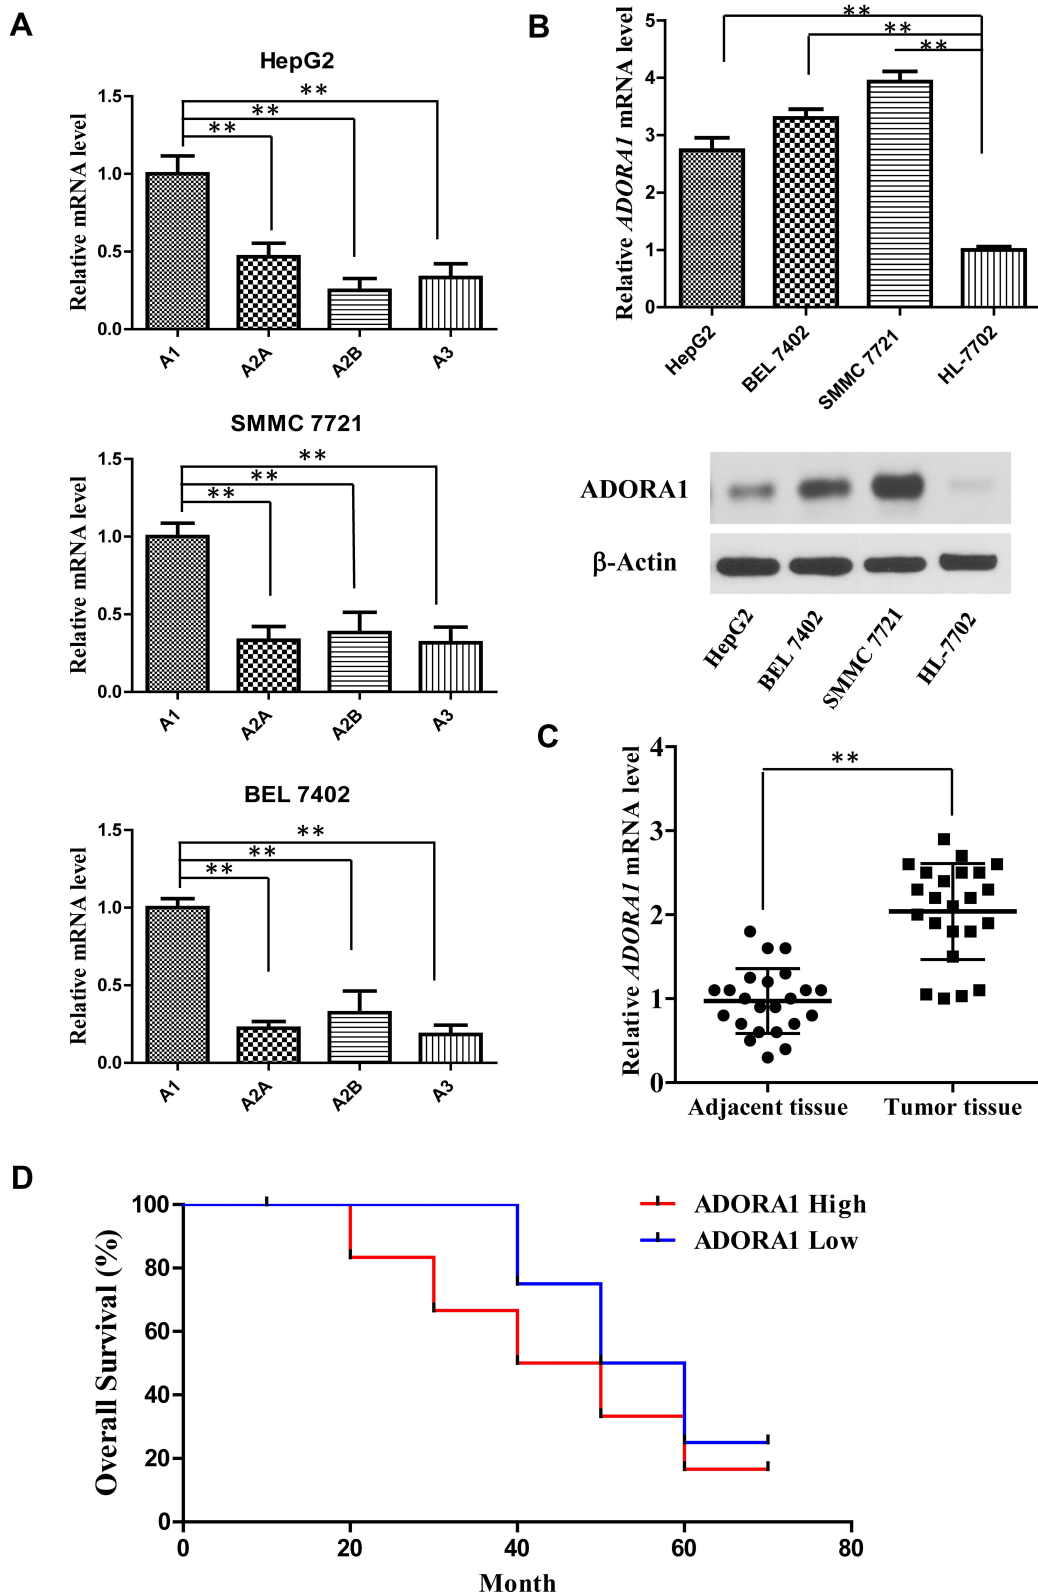 A
HepG2
Relative mRNA level
1.5
1.0
0.5
0.0
**
**
**
A1
A2A
A2B
A3
SMMC 7721
Relative mRNA level
1.5
1.0
0.5
0.0
**
**
**
A1
A2A
A2B
A3
BEL 7402
Relative mRNA level
1.5
1.0
0.5
0.0
**
**
**
A1
A2A
A2B
A3
B
Relative ADORA1 mRNA level
5
4
3
2
1
0
**
**
**
HepG2
BEL 7402
SMMC 7721
HL-7702
ADORA1
β-Actin
HepG2
BEL 7402
SMMC 7721
HL-7702
C
Relative ADORA1 mRNA level
4
3
2
1
0
**
Adjacent tissue
Tumor tissue
D
Overall Survival (%)
100
80
60
40
20
0
ADORA1 High
ADORA1 Low
0
20
40
60
80
Month